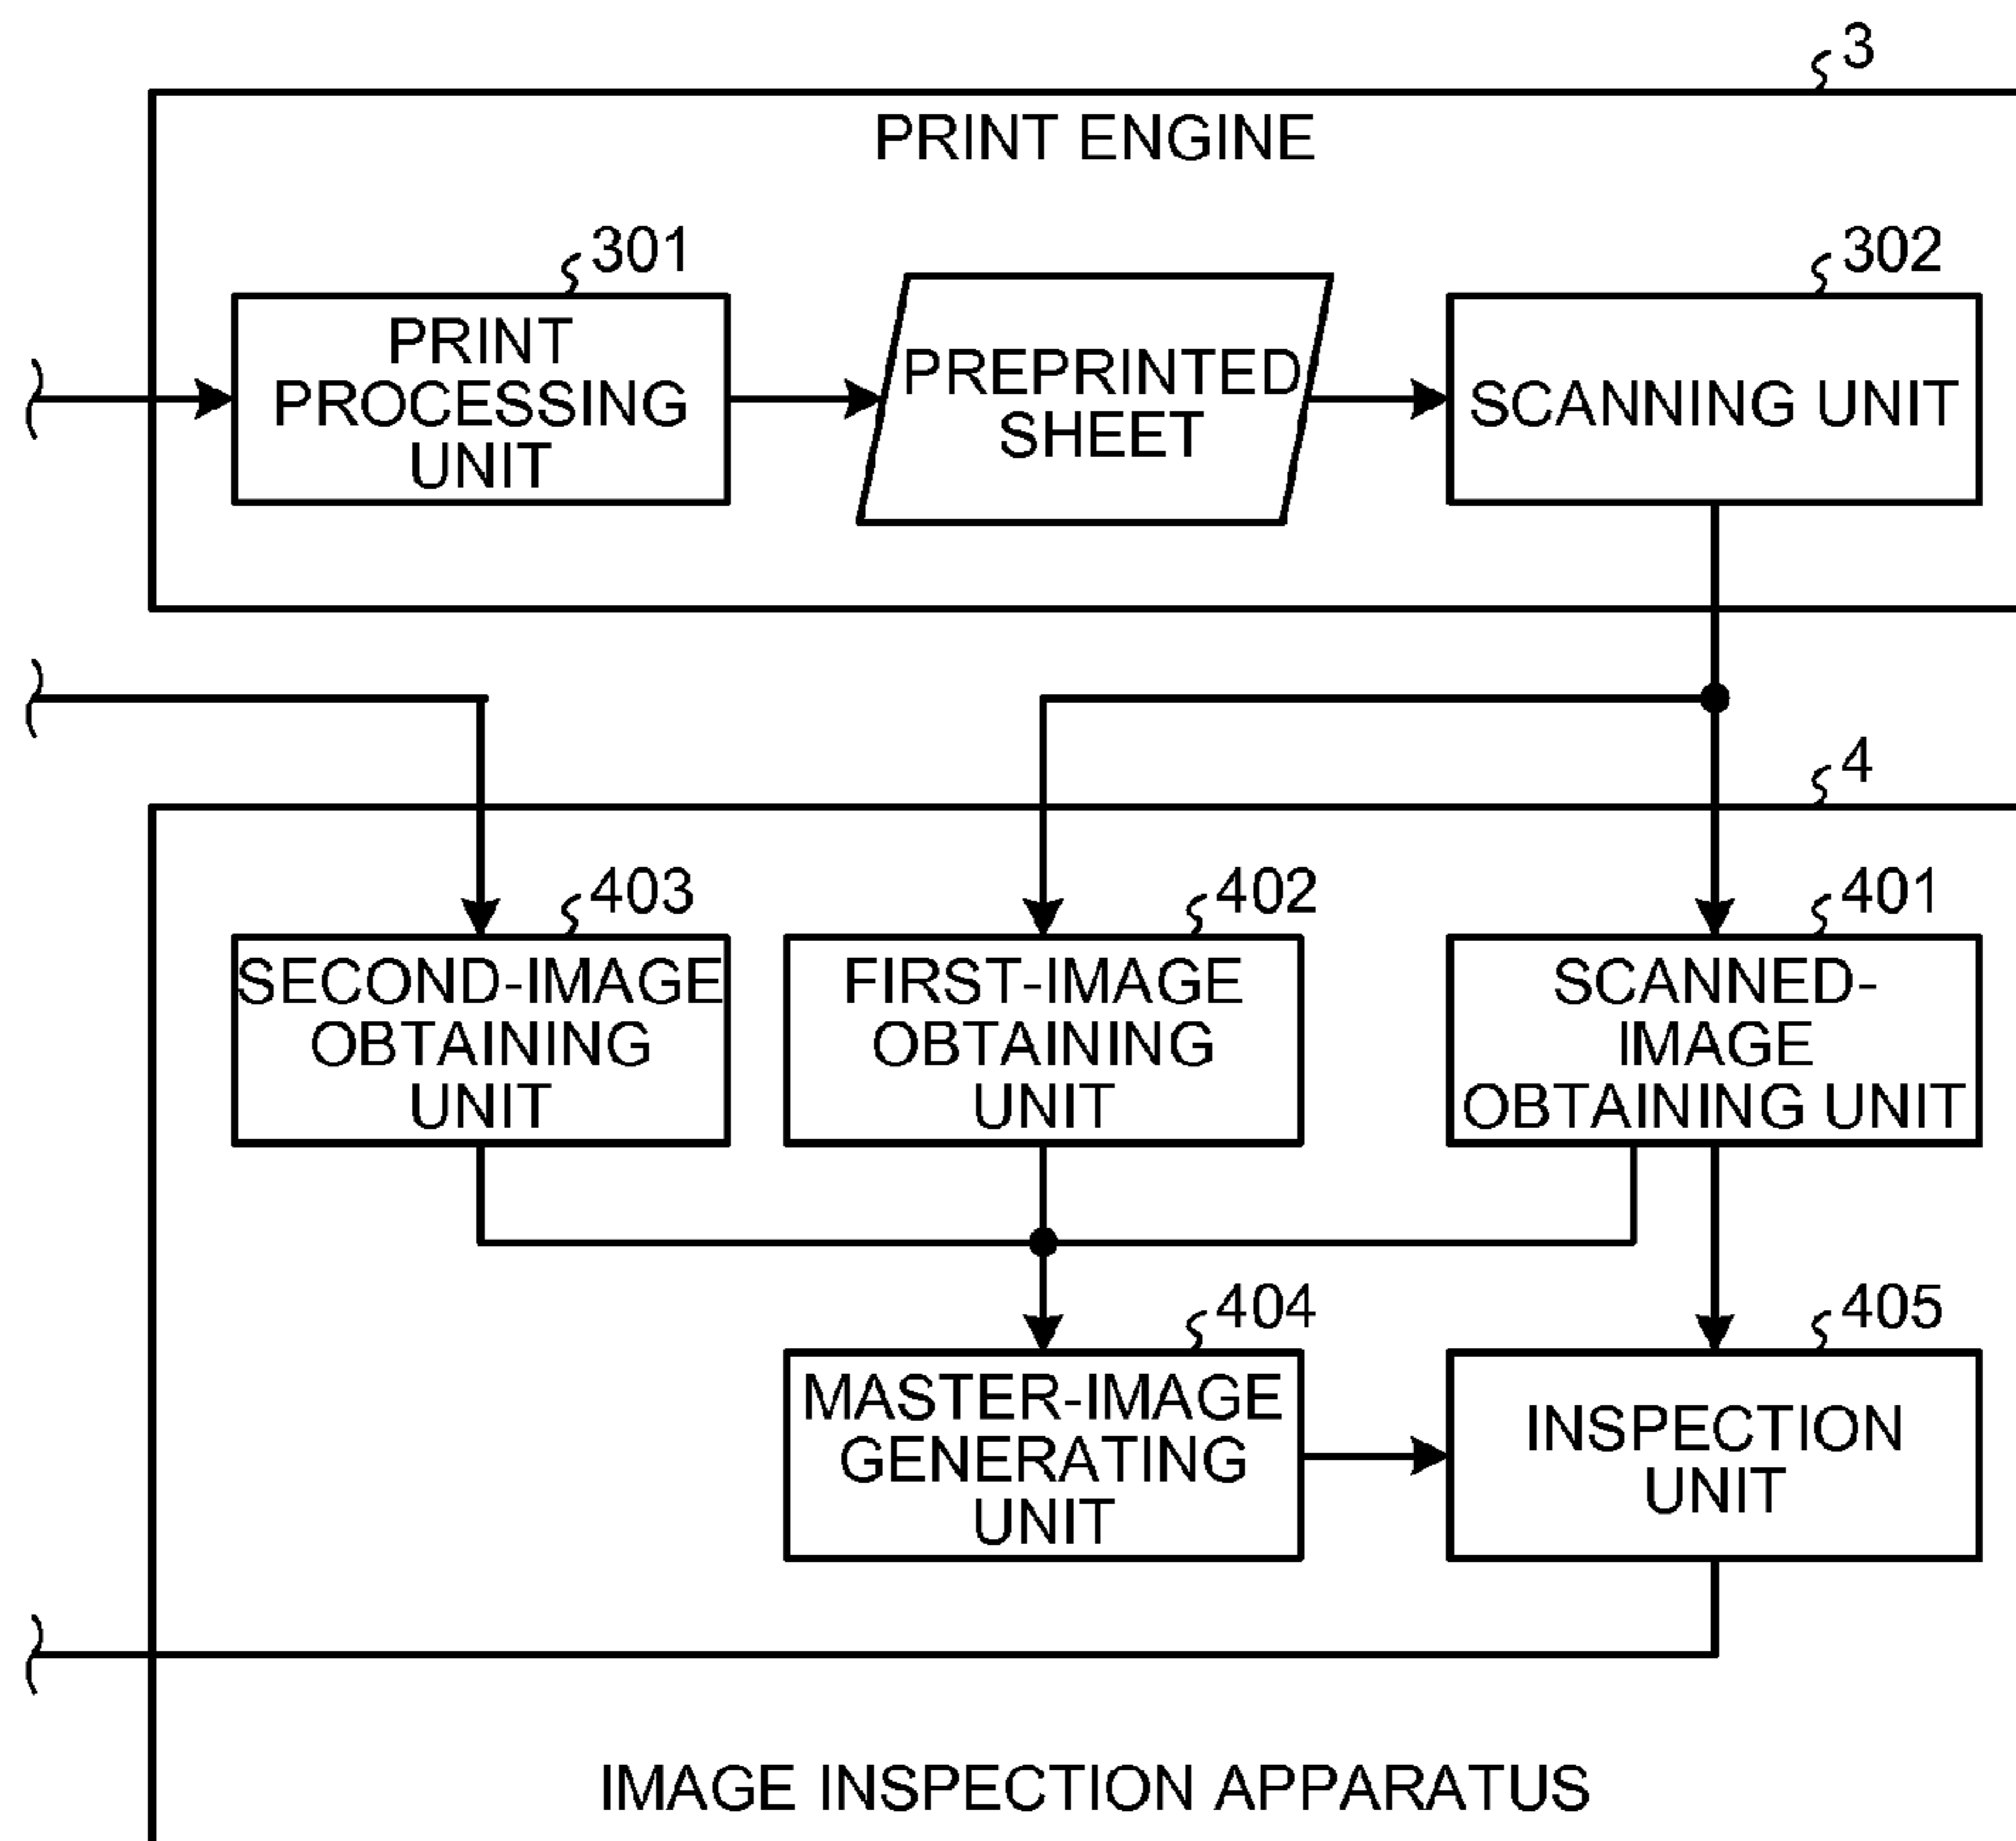 3
PRINT ENGINE
301
302
PRINT
PROCESSING
UNIT
PREPRINTED
SHEET
SCANNING UNIT
4
403
402
401
SECOND-IMAGE
OBTAINING
UNIT
FIRST-IMAGE
OBTAINING
UNIT
SCANNED-
IMAGE
OBTAINING UNIT
404
405
MASTER-IMAGE
GENERATING
UNIT
INSPECTION
UNIT
IMAGE INSPECTION APPARATUS